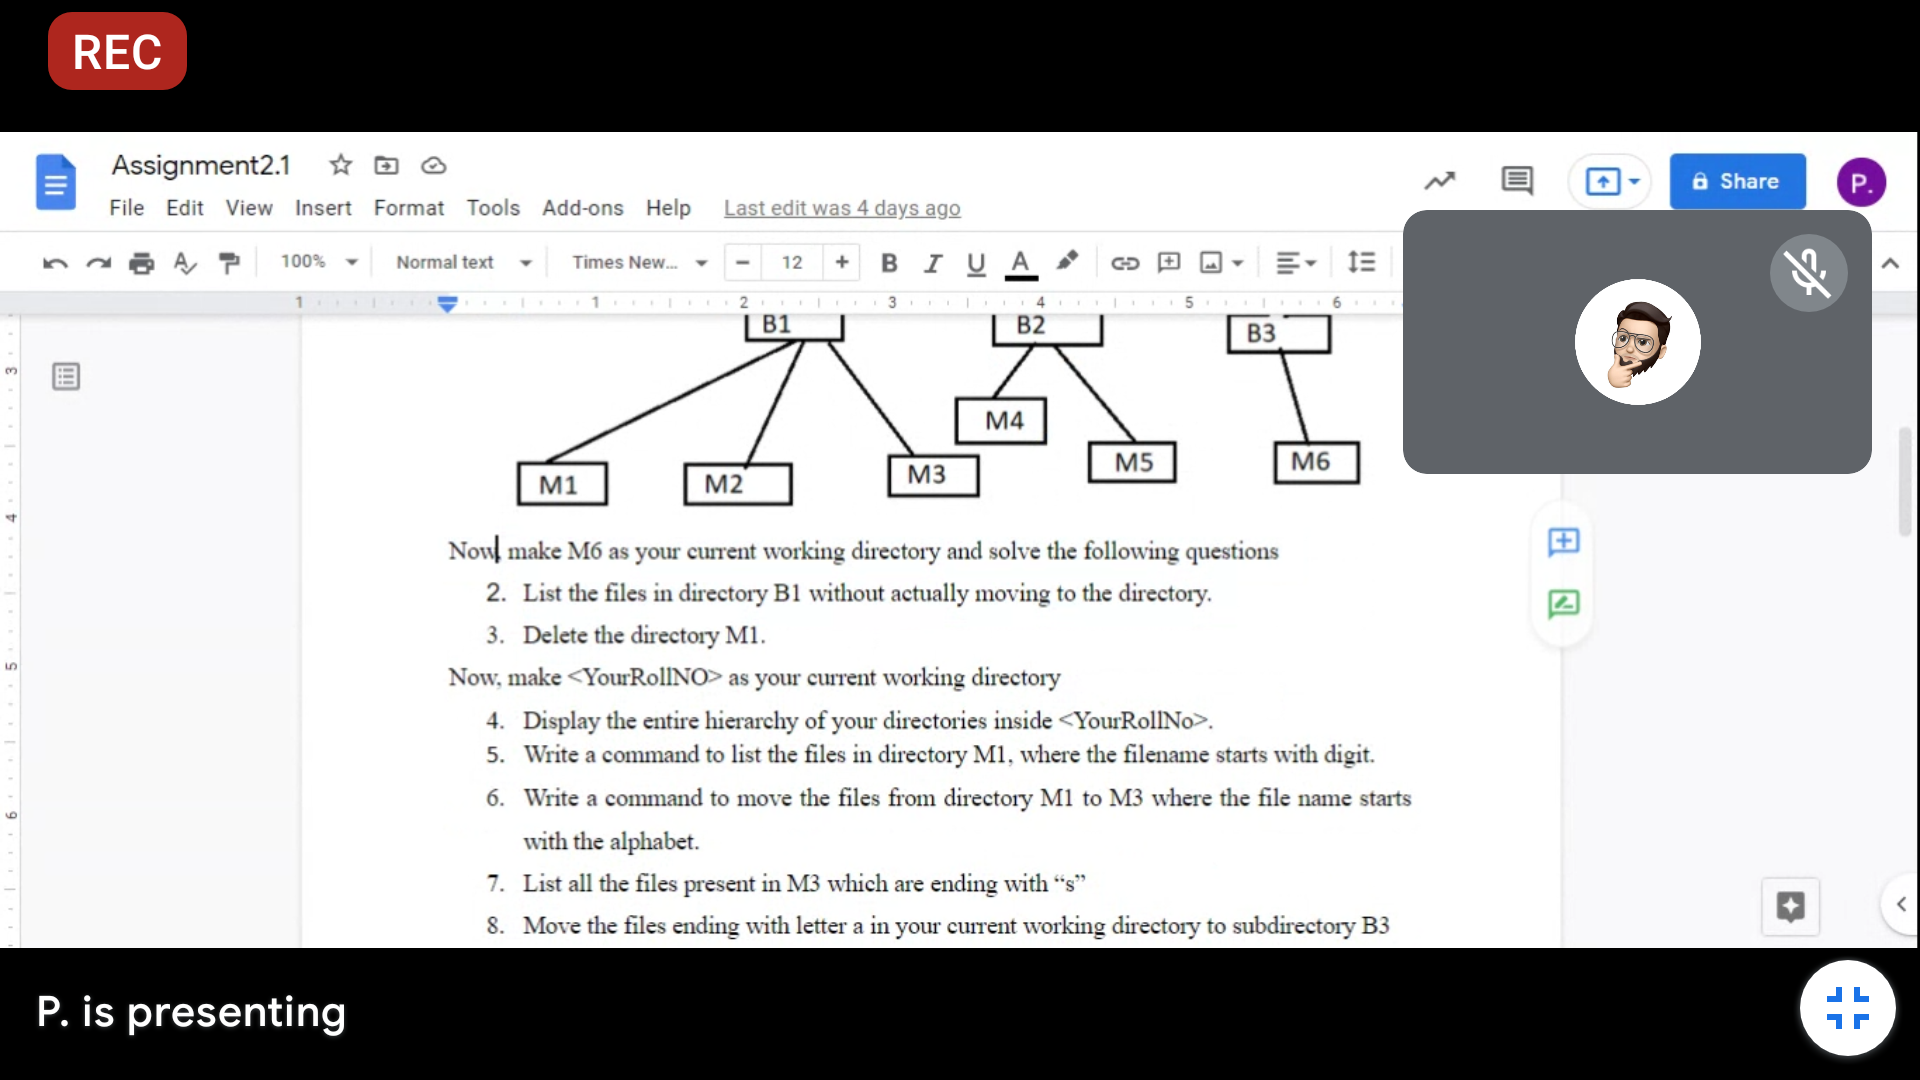 REC
Assignment2.1
File Edit View Insert Format Tools Add-ons Help Last edit was 4 days ago
Share
P.
100% Normal text Times New... 12 B I U A
1 1 2 3 4 5 6
B1 B2 B3
M4
M5 M6
M1 M2 M3
3
4
5
6
Now, make M6 as your current working directory and solve the following questions
2. List the files in directory B1 without actually moving to the directory.
3. Delete the directory M1.
Now, make <YourRollNO> as your current working directory
4. Display the entire hierarchy of your directories inside <YourRollNo>.
5. Write a command to list the files in directory M1, where the filename starts with digit.
6. Write a command to move the files from directory M1 to M3 where the file name starts
with the alphabet.
7. List all the files present in M3 which are ending with “s”
8. Move the files ending with letter a in your current working directory to subdirectory B3
P. is presenting